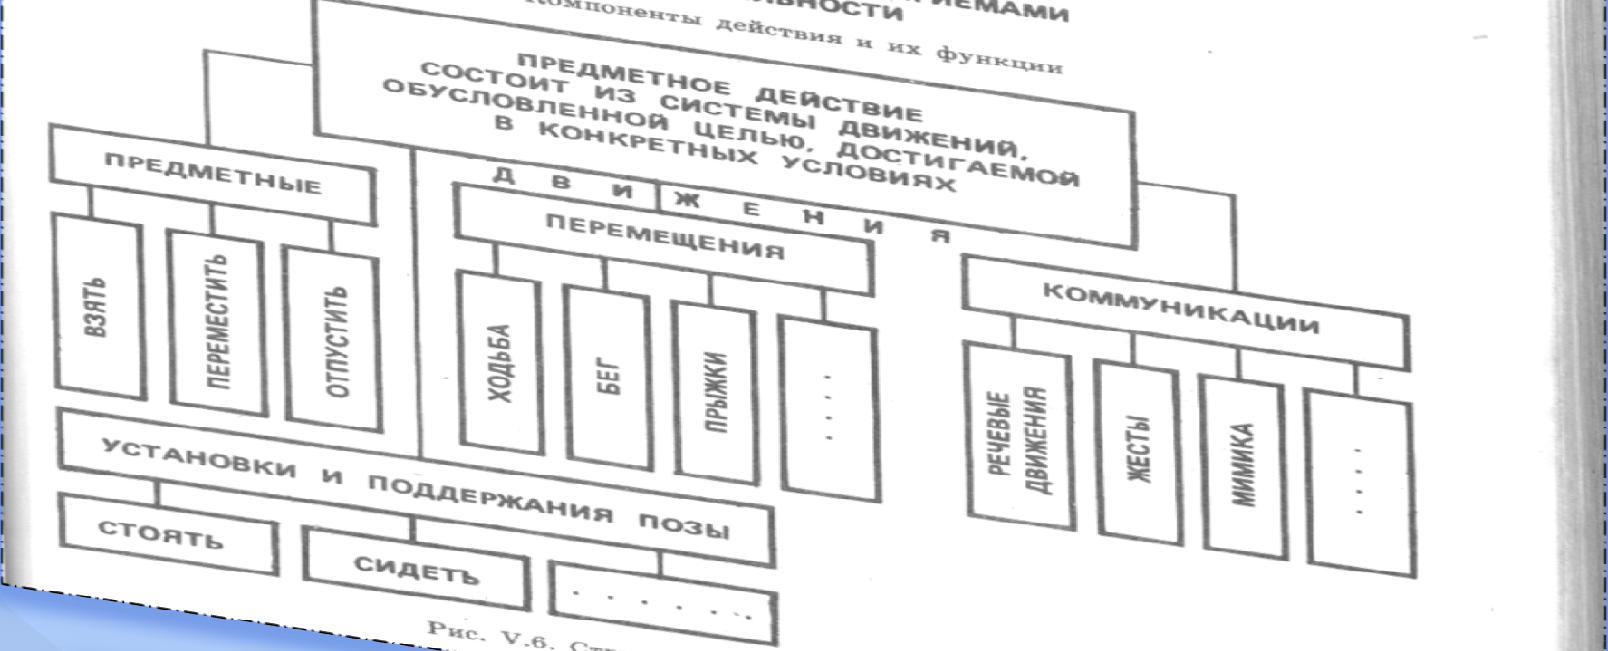 Компоненты действия и их функции
ПРЕДМЕТНОЕ ДЕЙСТВИЕ
СОСТОИТ ИЗ СИСТЕМЫ ДВИЖЕНИЙ,
ОБУСЛОВЛЕННОЙ ЦЕЛЬЮ, ДОСТИГАЕМОЙ
В КОНКРЕТНЫХ УСЛОВИЯХ
ДВИЖЕНИЯ
ПРЕДМЕТНЫЕ
ВЗЯТЬ
ПЕРЕМЕСТИТЬ
ОТПУСТИТЬ
ПЕРЕМЕЩЕНИЯ
ХОДЬБА
БЕГ
ПРЫЖКИ
. . . .
КОММУНИКАЦИИ
РЕЧЕВЫЕ
ДВИЖЕНИЯ
ЖЕСТЫ
МИМИКА
. . . .
УСТАНОВКИ И ПОДДЕРЖАНИЯ ПОЗЫ
СТОЯТЬ
СИДЕТЬ
. . . . . .
Рис. V.6.